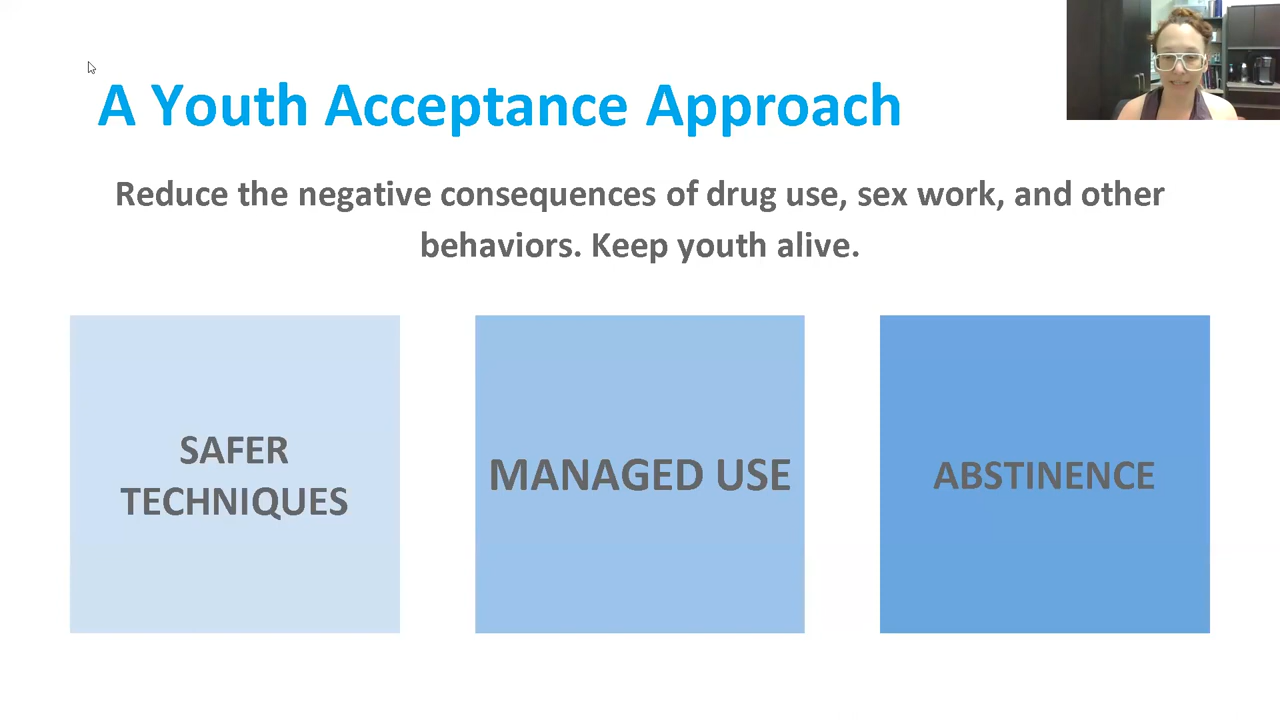 A Youth Acceptance Approach
Reduce the negative consequences of drug use, sex work, and other
behaviors. Keep youth alive.
SAFER
TECHNIQUES
MANAGED USE
ABSTINENCE